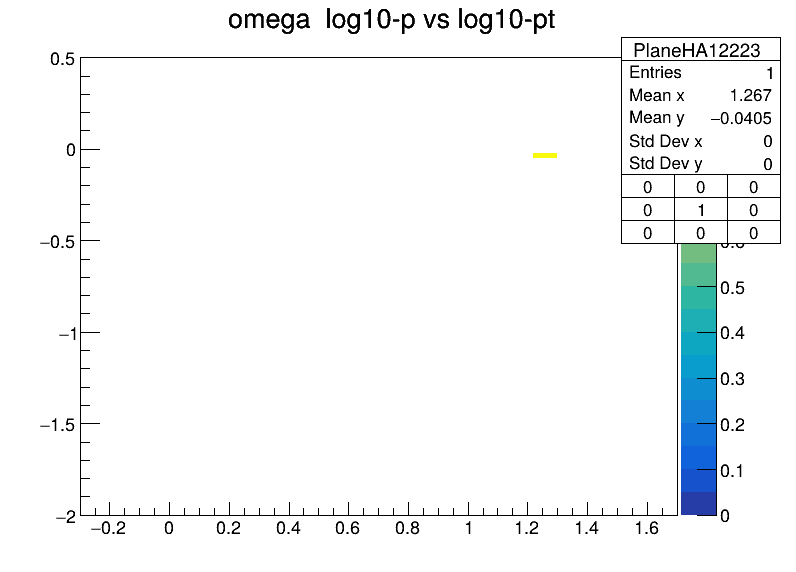 omega  log10-p vs log10-pt
PlaneHA12223
Entries 1
Mean x 1.267
Mean y −0.0405
Std Dev x 0
Std Dev y 0
0 0 0
0 1 0
0 0 0
0.5
0
−0.5
−1
−1.5
−2
−0.2 0 0.2 0.4 0.6 0.8 1 1.2 1.4 1.6
0.5
0.4
0.3
0.2
0.1
0